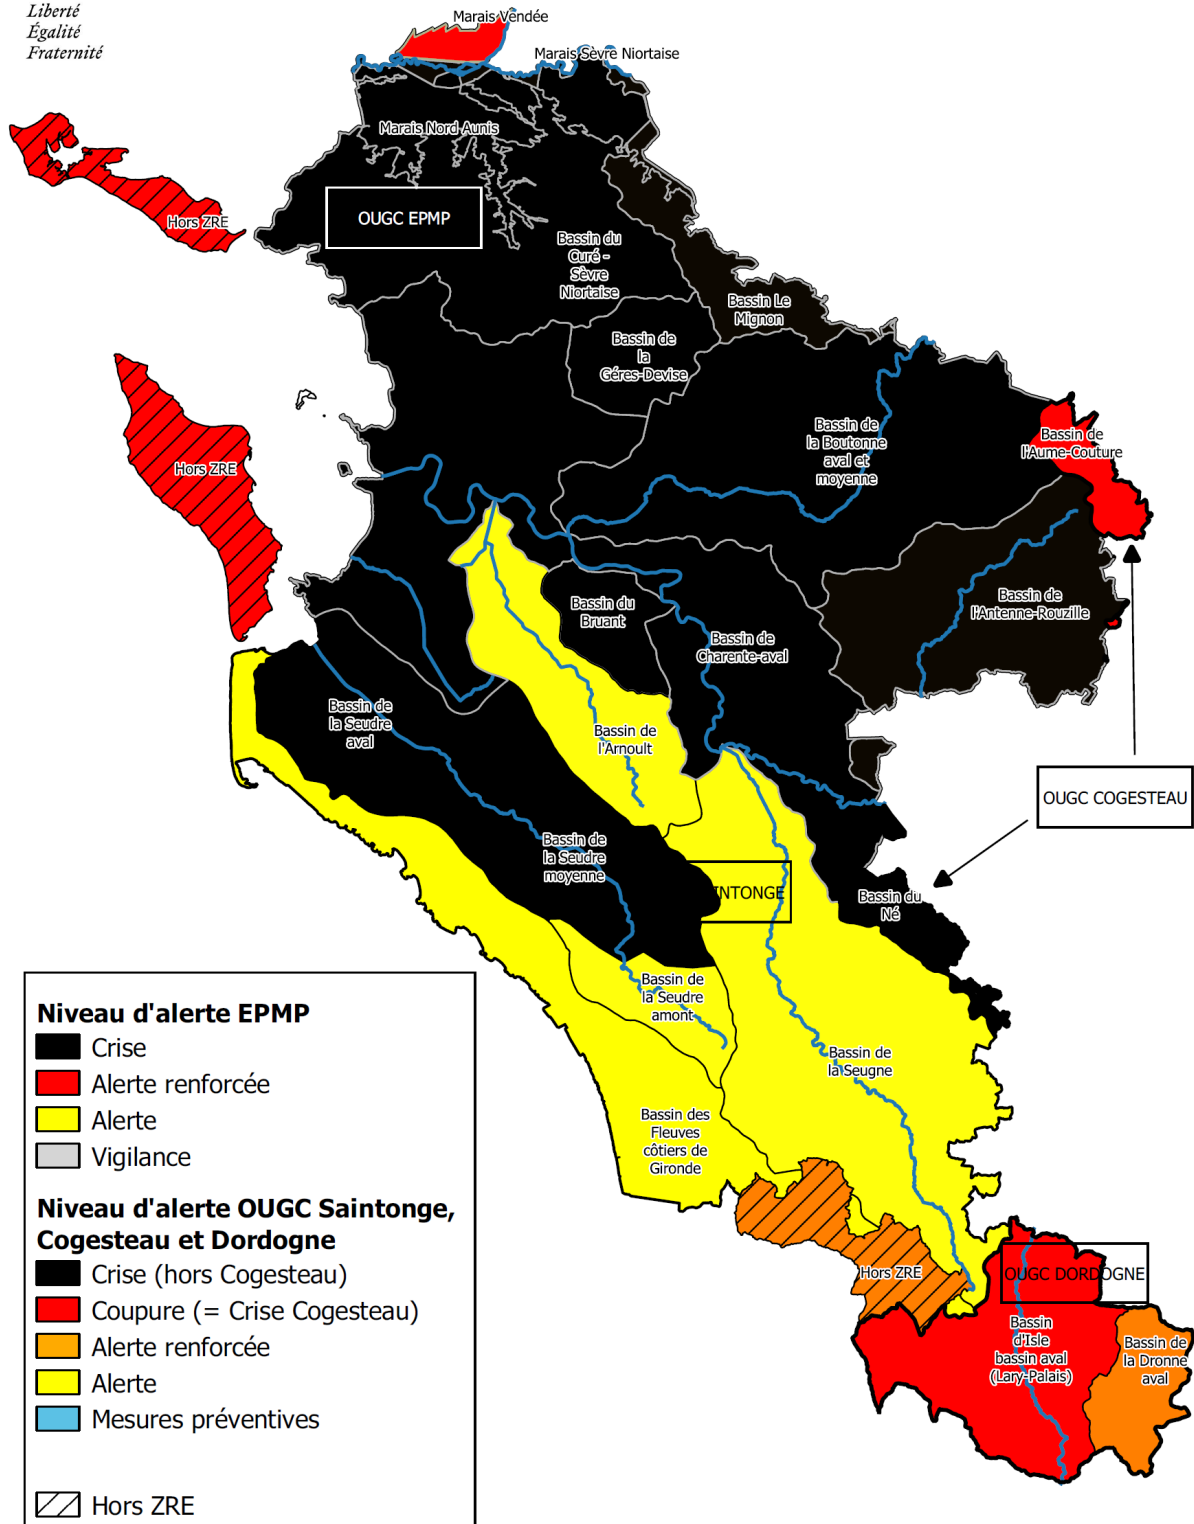 Liberté
Égalité
Fraternité
Marais Vendée
Marais Sèvre Niortaise
Marais Nord Aunis
Hors ZRE
OUGC EPMP
Bassin du
Curé -
Sèvre
Niortaise
Bassin Le
Mignon
Bassin de
la
Géres-Devise
Hors ZRE
Bassin de
la Boutonne
aval et
moyenne
Bassin de
l'Aume-Couture
Bassin du
Bruant
Bassin de
l'Antenne-Rouzille
Bassin de
Charente-aval
Bassin de
la Seudre
aval
Bassin de
l'Arnoult
OUGC COGESTEAU
Bassin de
la Seudre
moyenne
INTONGE
Bassin du
Né
Bassin de
la Seudre
amont
Bassin de
la Seugne
Bassin des
Fleuves
côtiers de
Gironde
Hors ZRE
OUGC DORDOGNE
Bassin
d'Isle
bassin aval
(Lary-Palais)
Bassin de
la Dronne
aval
Niveau d'alerte EPMP
Crise
Alerte renforcée
Alerte
Vigilance
Niveau d'alerte OUGC Saintonge,
Cogesteau et Dordogne
Crise (hors Cogesteau)
Coupure (= Crise Cogesteau)
Alerte renforcée
Alerte
Mesures préventives
Hors ZRE